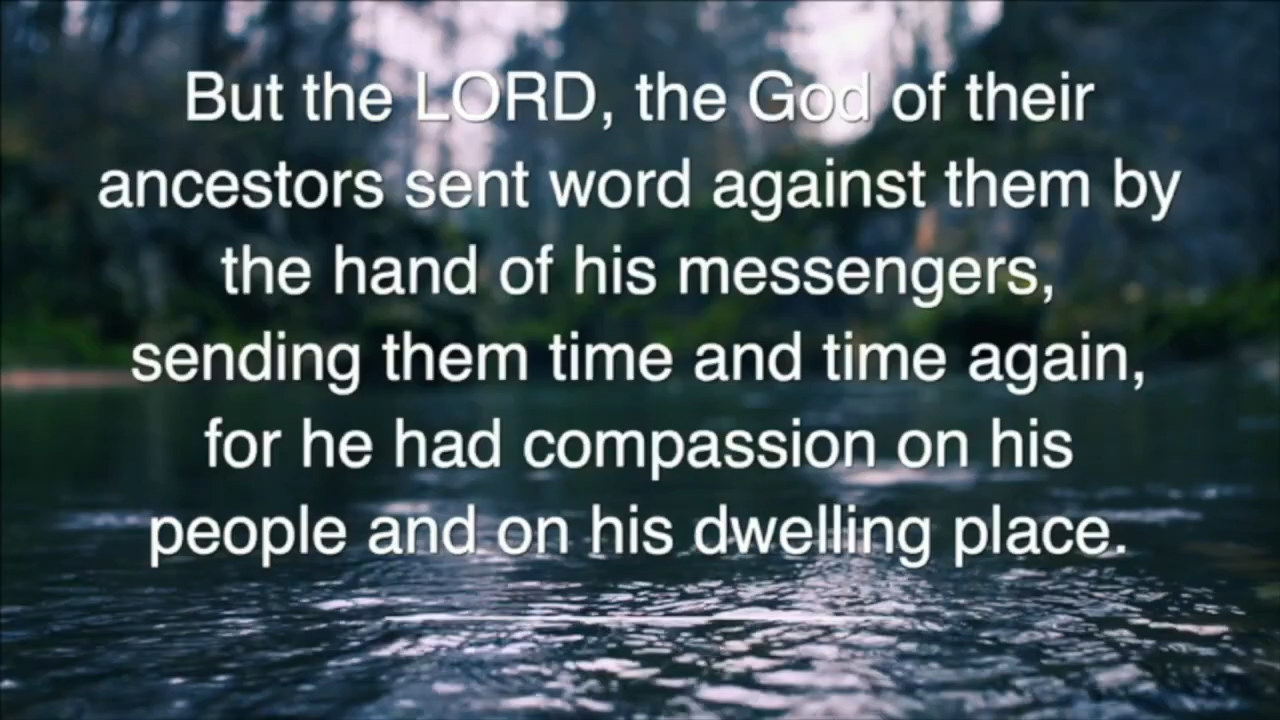 But the LORD, the God of their
ancestors sent word against them by
the hand of his messengers,
sending them time and time again,
for he had compassion on his
people and on his dwelling place.